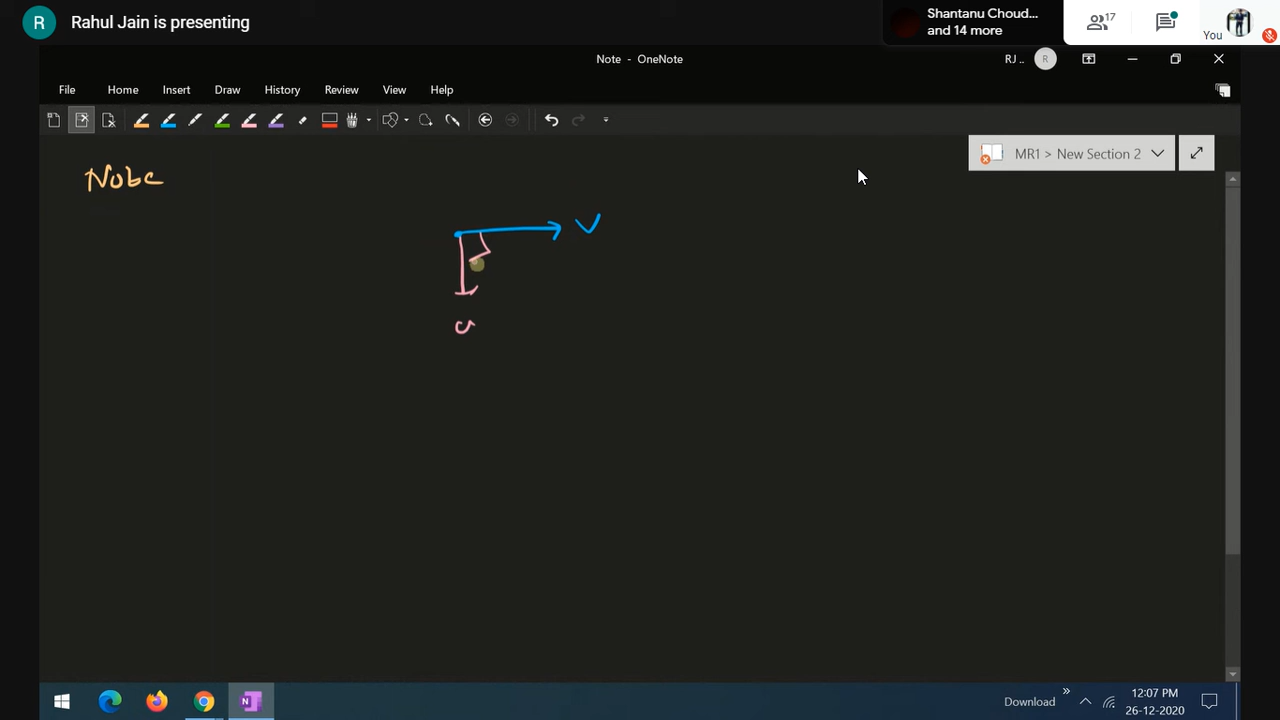 R Rahul Jain is presenting
Shantanu Choud...
and 14 more
17
You
Note - OneNote
RJ ..
R
File Home Insert Draw History Review View Help
MR1 > New Section 2
Note
V
a
Download
»
12:07 PM
26-12-2020